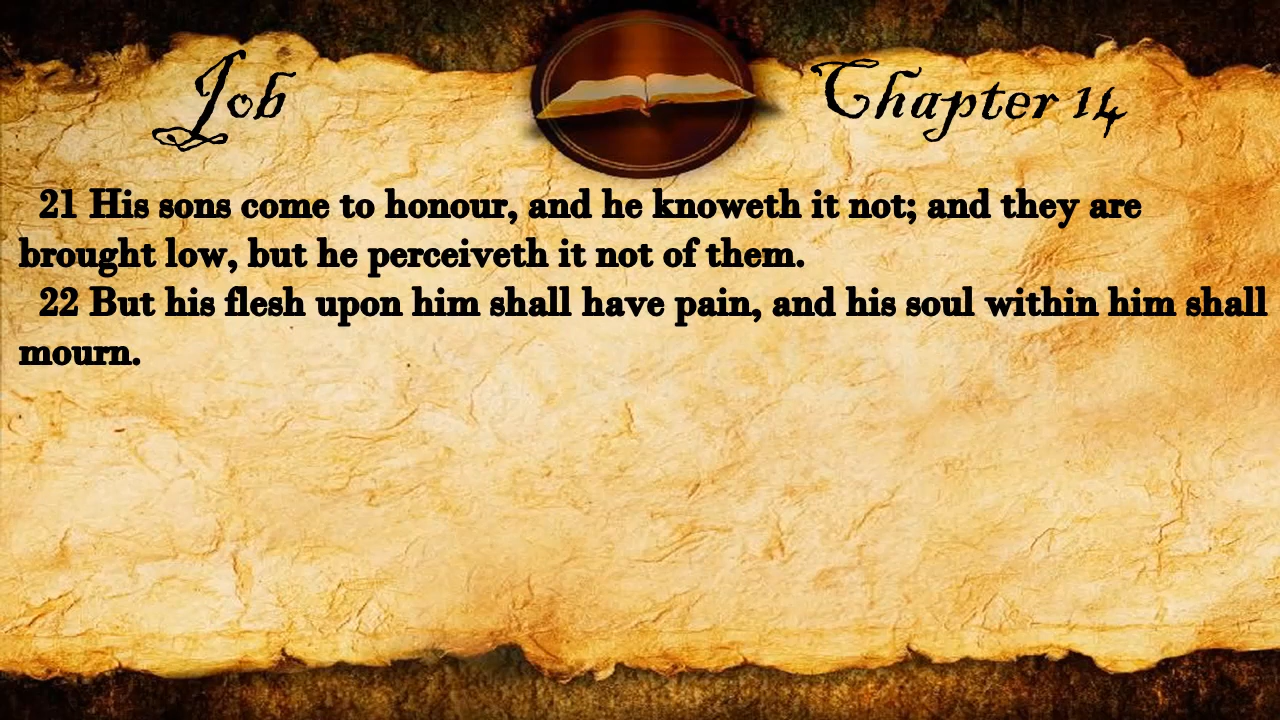 Job Chapter 14
21 His sons come to honour, and he knoweth it not; and they are
brought low, but he perceiveth it not of them.
22 But his flesh upon him shall have pain, and his soul within him shall
mourn.